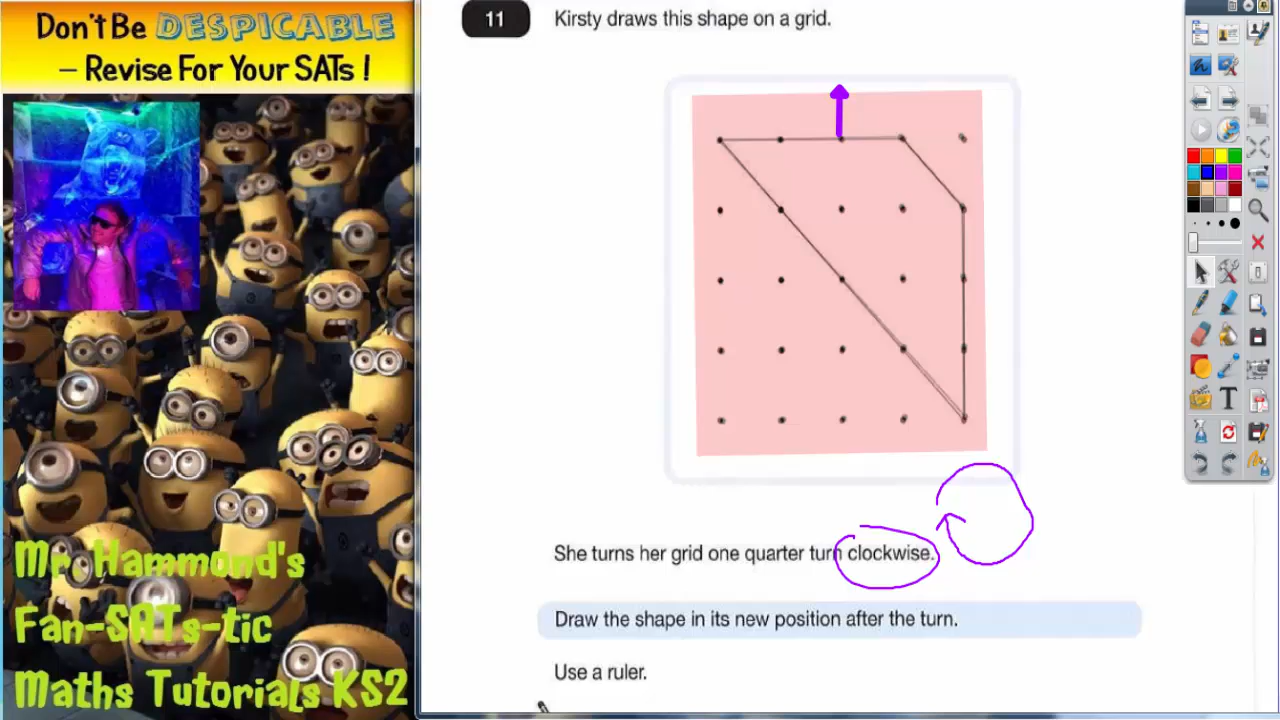 Don't Be DESPICABLE
– Revise For Your SATs !
11 Kirsty draws this shape on a grid.
She turns her grid one quarter turn clockwise.
Draw the shape in its new position after the turn.
Use a ruler.
Mr Hammond's
Fan-SATs-tic
Maths Tutorials KS2